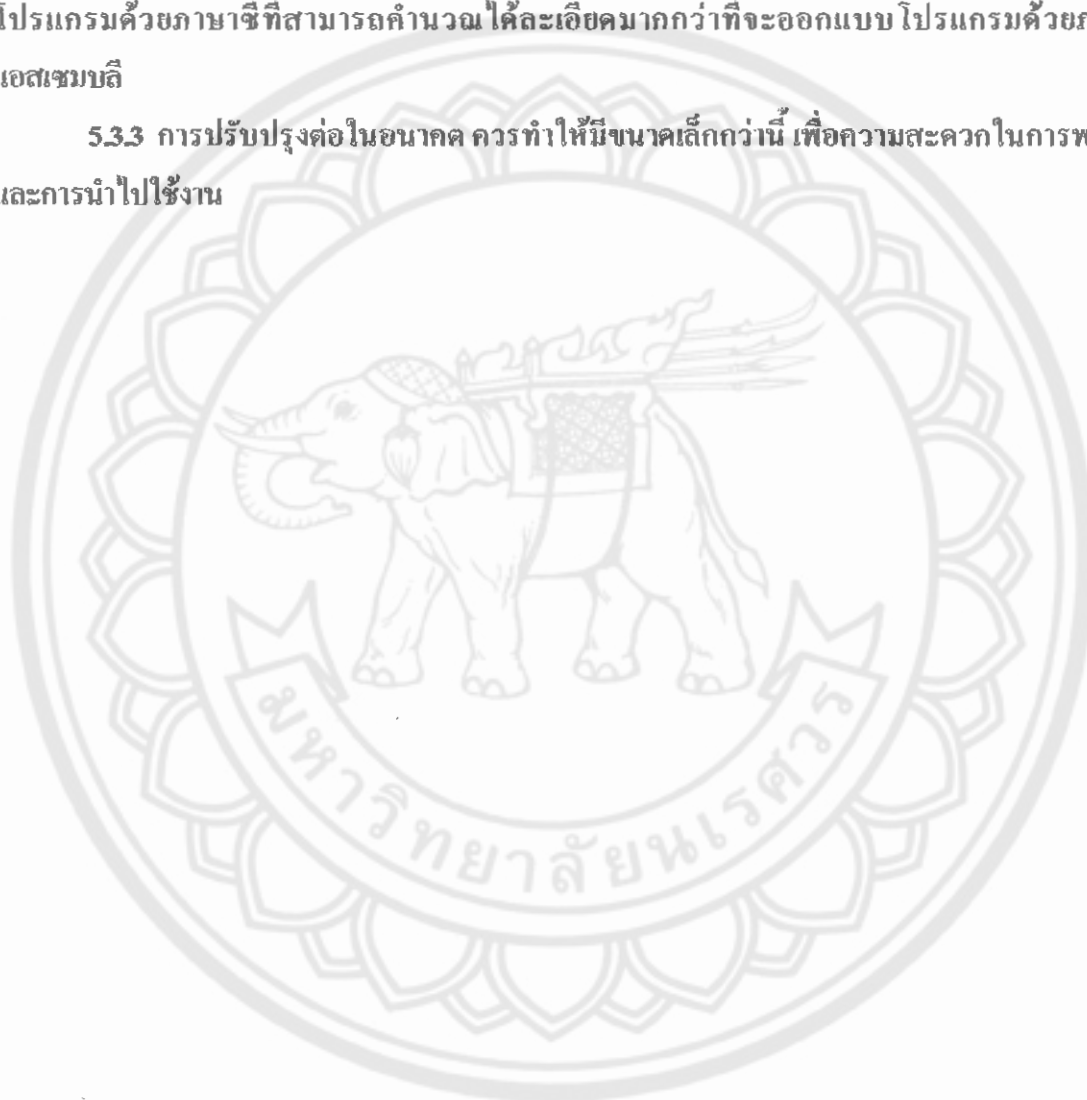 โปรแกรมด้วยภาษาซีที่สามารถคำนวณได้ละเอียดมากกว่าที่จะออกแบบโปรแกรมด้วย
เอสเซมบลี
5.3.3 การปรับปรุงต่อในอนาคต ควรทำให้มีขนาดเล็กกว่านี้ เพื่อความสะดวกในการ
และการนำไปใช้งาน
มหาวิทยาลัยนเรศวร